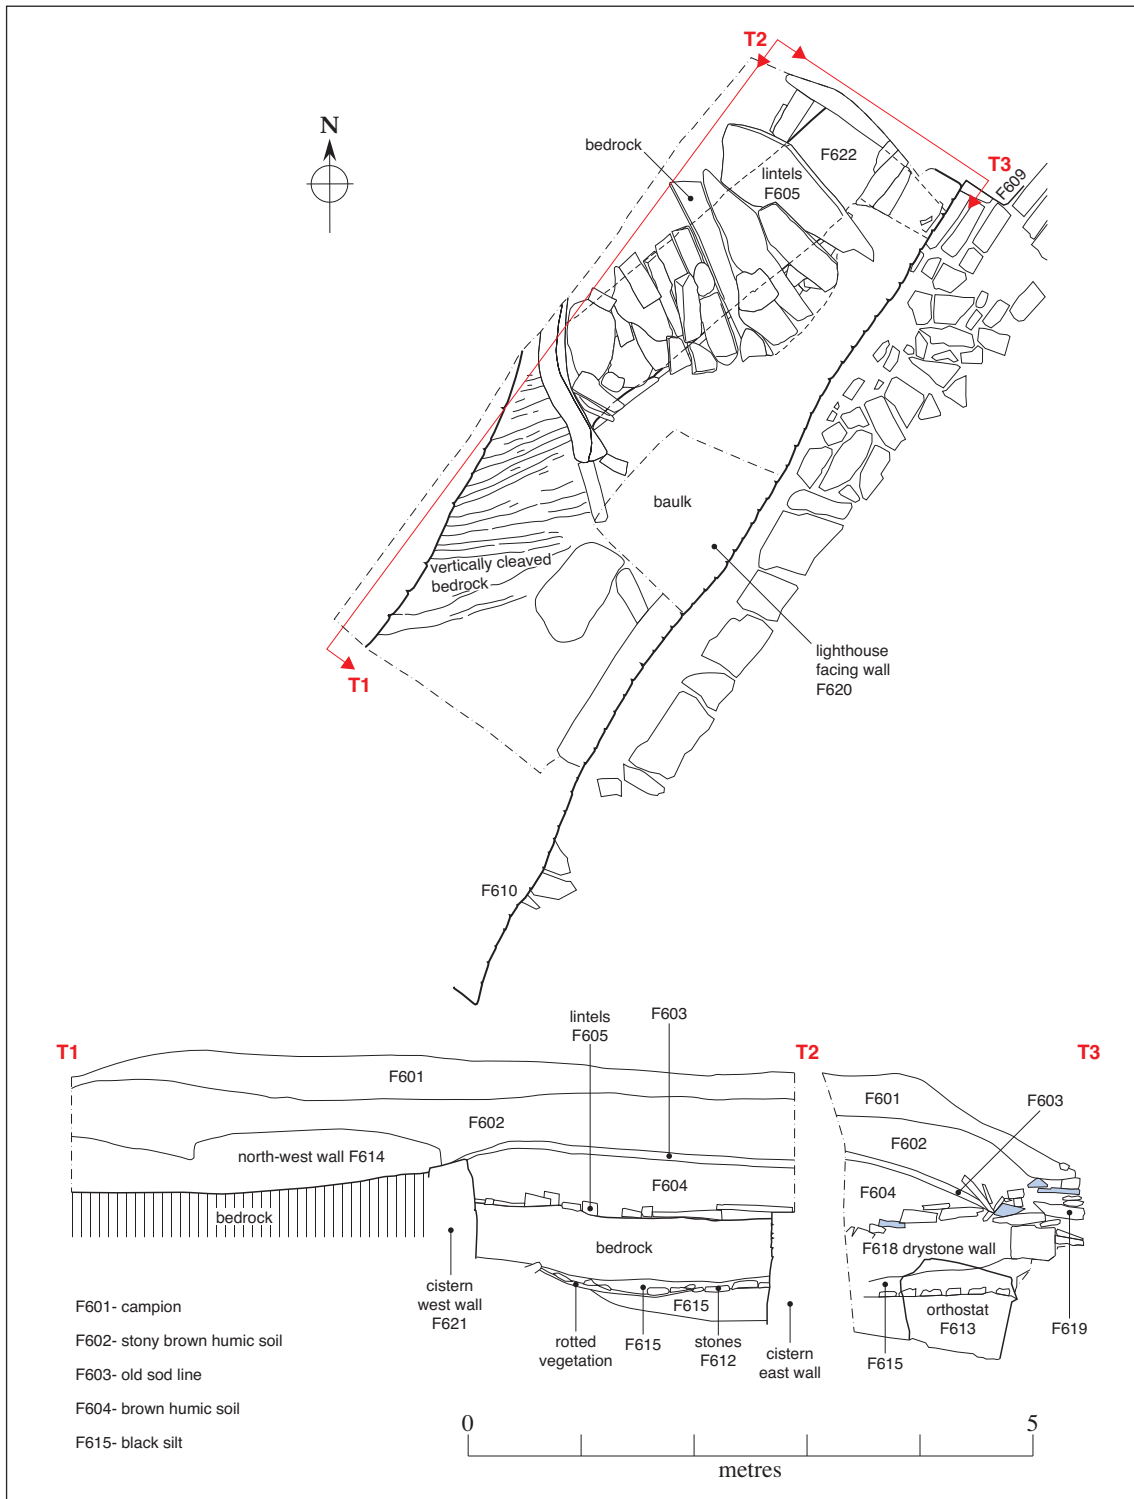 T2
N
bedrock
F622
T3
lintels
F605
F609
baulk
vertically cleaved
bedrock
lighthouse
facing wall
F620
T1
F610
lintels
F605
F603
T1
T2
T3
F601
F601
F603
F602
F602
north-west wall F614
F604
F604
bedrock
bedrock
F618 drystone wall
cistern
west wall
F621
F615
orthostat
F613
rotted
vegetation
F615
stones
F612
cistern
east wall
F615
F619
F601- campion
F602- stony brown humic soil
F603- old sod line
F604- brown humic soil
F615- black silt
0
5
metres